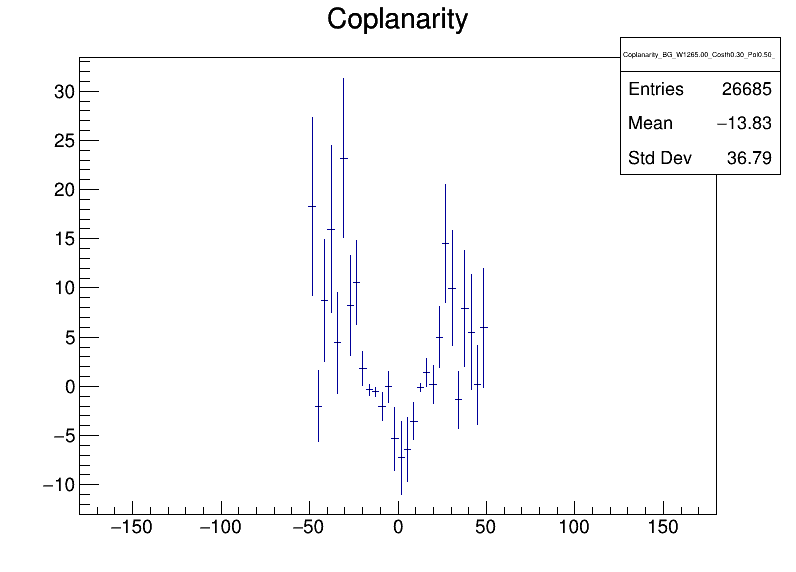 Coplanarity
Coplanarity_BG_W1265.00_Costh0.30_Pol0.50_
Entries 26685
Mean −13.83
Std Dev 36.79
30
25
20
15
10
5
0
−5
−10
−150 −100 −50 0 50 100 150